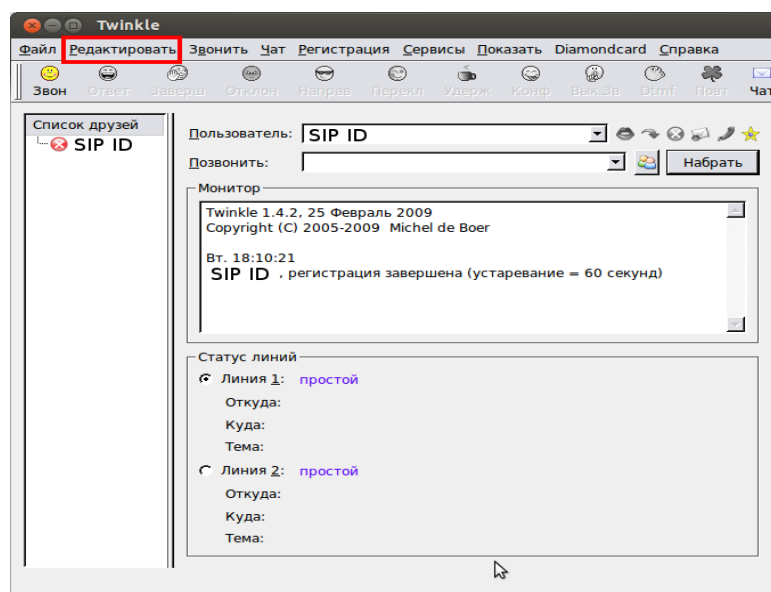 Twinkle
Файл Редактировать Звонить Чат Регистрация Сервисы Показать Diamondcard Справка
Звон Ответ Заверш Отклон Направ Перекл Удерж Конф Вык.Зв Dtmf Повт Чат
Список друзей
SIP ID
Пользователь: SIP ID
Позвонить: Набрать
Монитор
Twinkle 1.4.2, 25 Февраль 2009
Copyright (C) 2005-2009 Michel de Boer
Вт. 18:10:21
SIP ID , регистрация завершена (устаревание = 60 секунд)
Статус линий
Линия 1: простой
Откуда:
Куда:
Тема:
Линия 2: простой
Откуда:
Куда:
Тема: